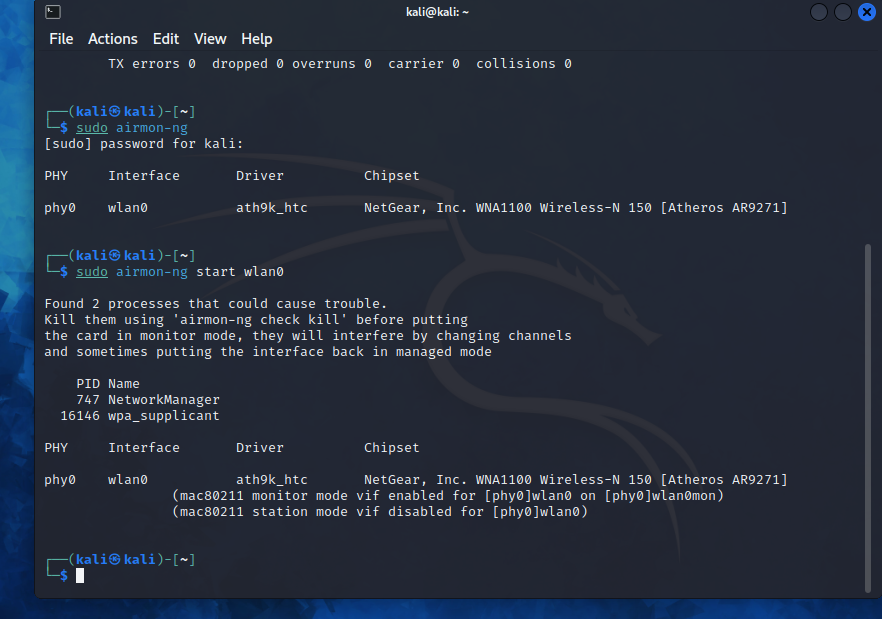 kali@kali: ~
File Actions Edit View Help
TX errors 0  dropped 0 overruns 0  carrier 0  collisions 0
┌──(kali㉿kali)-[~]
└─$ sudo airmon-ng
[sudo] password for kali:
PHY     Interface       Driver          Chipset
phy0    wlan0           ath9k_htc       NetGear, Inc. WNA1100 Wireless-N 150 [Atheros AR9271]
┌──(kali㉿kali)-[~]
└─$ sudo airmon-ng start wlan0
Found 2 processes that could cause trouble.
Kill them using 'airmon-ng check kill' before putting
the card in monitor mode, they will interfere by changing channels
and sometimes putting the interface back in managed mode
    PID Name
    747 NetworkManager
  16146 wpa_supplicant
PHY     Interface       Driver          Chipset
phy0    wlan0           ath9k_htc       NetGear, Inc. WNA1100 Wireless-N 150 [Atheros AR9271]
                (mac80211 monitor mode vif enabled for [phy0]wlan0 on [phy0]wlan0mon)
                (mac80211 station mode vif disabled for [phy0]wlan0)
┌──(kali㉿kali)-[~]
└─$